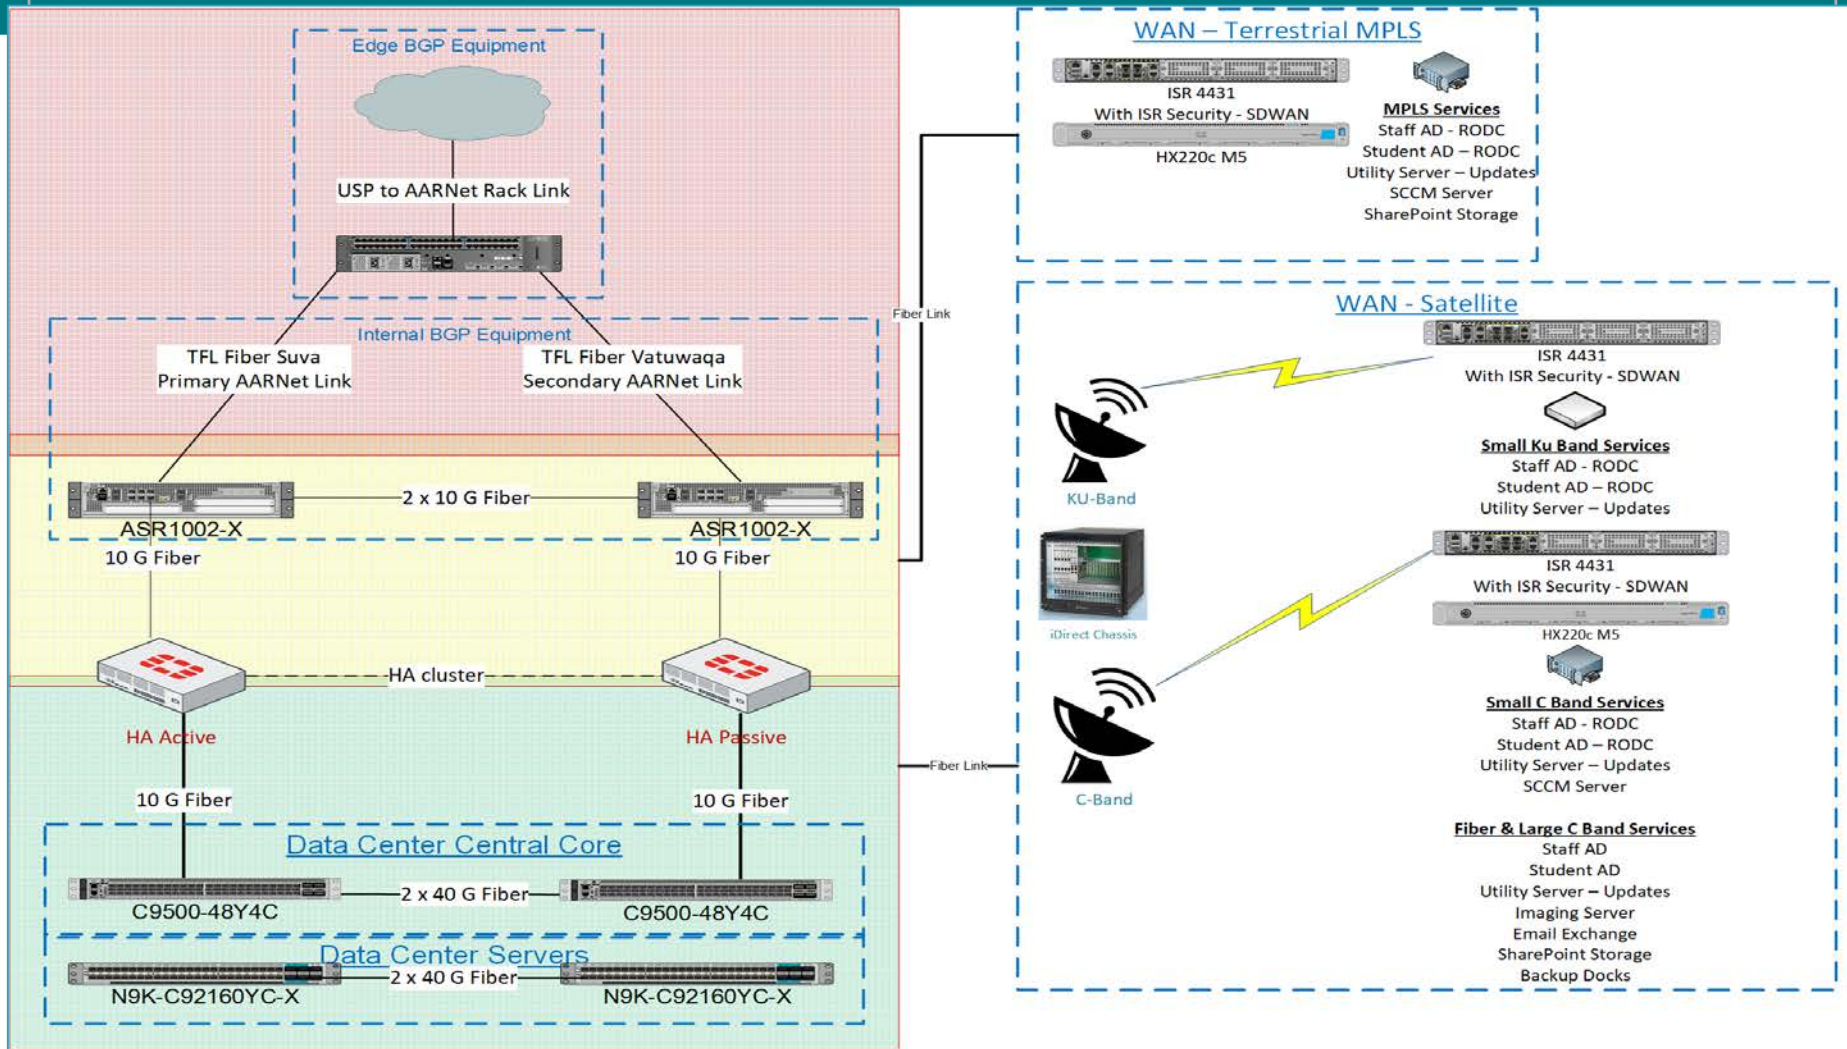 Edge BGP Equipment
USP to AARNet Rack Link
Internal BGP Equipment
TFL Fiber Suva
Primary AARNet Link
TFL Fiber Vatuwaqa
Secondary AARNet Link
2 x 10 G Fiber
ASR1002-X
ASR1002-X
10 G Fiber
10 G Fiber
HA cluster
HA Active
HA Passive
10 G Fiber
10 G Fiber
Data Center Central Core
2 x 40 G Fiber
C9500-48Y4C
C9500-48Y4C
Data Center Servers
2 x 40 G Fiber
N9K-C92160YC-X
N9K-C92160YC-X
Fiber Link
Fiber Link
WAN – Terrestrial MPLS
ISR 4431
With ISR Security - SDWAN
HX220c M5
MPLS Services
Staff AD - RODC
Student AD – RODC
Utility Server – Updates
SCCM Server
SharePoint Storage
WAN - Satellite
ISR 4431
With ISR Security - SDWAN
KU-Band
Small Ku Band Services
Staff AD - RODC
Student AD - RODC
Utility Server – Updates
iDirect Chassis
ISR 4431
With ISR Security - SDWAN
HX220c M5
C-Band
Small C Band Services
Staff AD - RODC
Student AD – RODC
Utility Server – Updates
SCCM Server
Fiber & Large C Band Services
Staff AD
Student AD
Utility Server – Updates
Imaging Server
Email Exchange
SharePoint Storage
Backup Docks